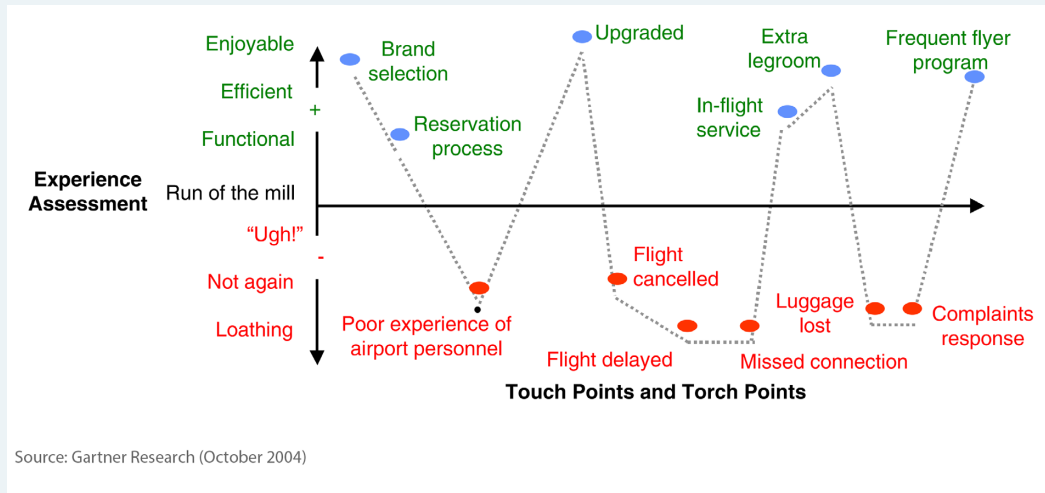 Enjoyable
Efficient
+
Functional
Experience
Assessment
Run of the mill
“Ugh!”
-
Not again
Loathing
Brand
selection
Reservation
process
Poor experience of
airport personnel
Upgraded
Flight
cancelled
Flight delayed
Missed connection
In-flight
service
Extra
legroom
Luggage
lost
Complaints
response
Frequent flyer
program
Touch Points and Torch Points
Source: Gartner Research (October 2004)